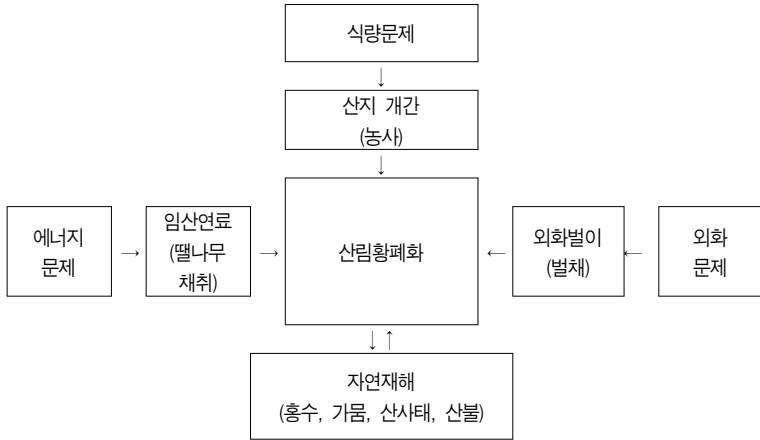 식량문제
↓
산지 개간
(농사)
↓
에너지
문제
→
임산연료
(땔나무
채취)
→
산림황폐화
←
외화벌이
(벌채)
←
외화
문제
↓↑
자연재해
(홍수, 가뭄, 산사태, 산불)